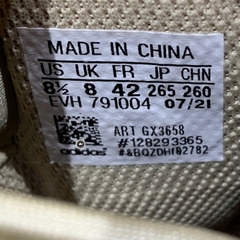 MADE IN CHINA
US UK FR JP CHN
8½ 8 42 265 260
EVH 791004 07/21
ART GX3658
#128293365
adidas #&BQZDHf02782